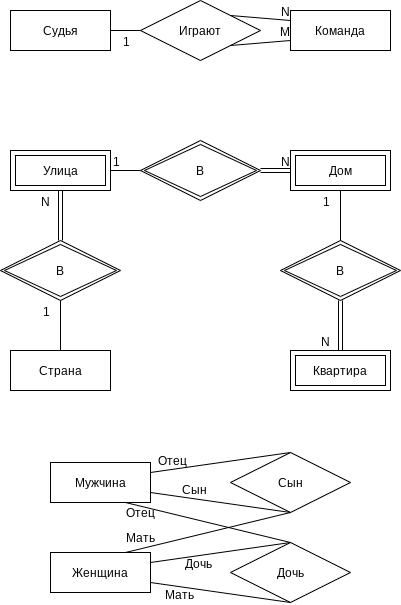 Судья
1
Играют
N
M
Команда
Улица
1
В
N
Дом
N
1
В
В
1
N
Страна
Квартира
Мужчина
Отец
Сын
Сын
Отец
Мать
Женщина
Дочь
Мать
Дочь